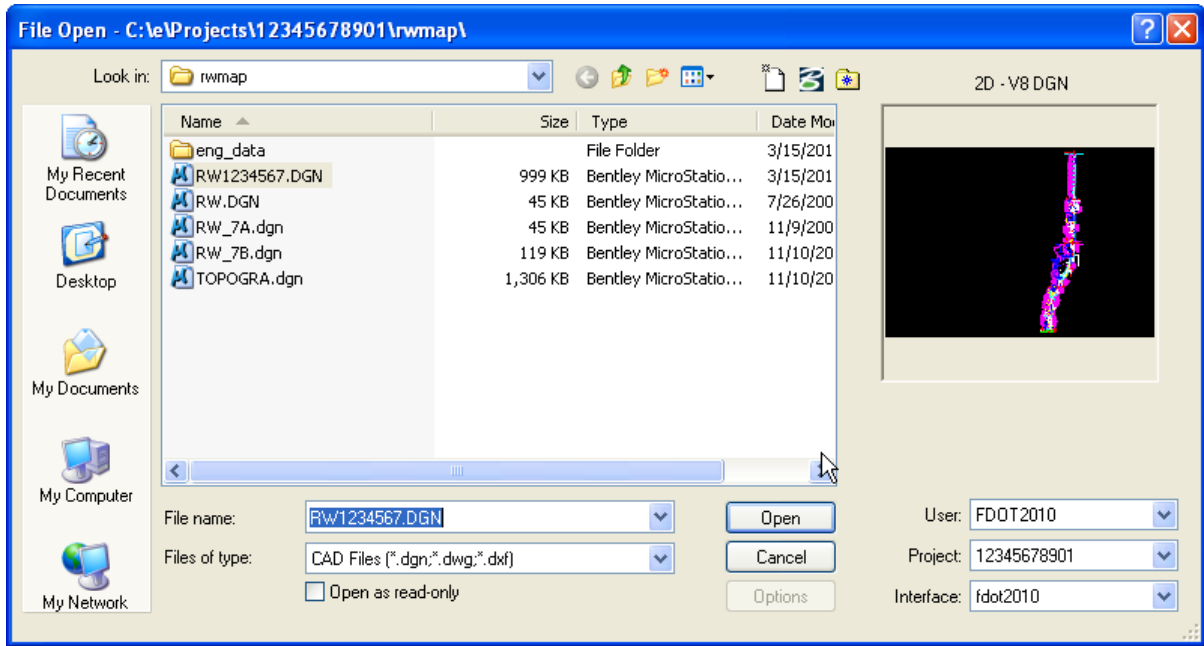 File Open - C:\e\Projects\12345678901\rwmap\
Look in: rwmap
2D - V8 DGN
Name Size Type Date Mo
eng_data File Folder 3/15/201
RW1234567.DGN 999 KB Bentley MicroStatio... 3/15/201
RW.DGN 45 KB Bentley MicroStatio... 7/26/200
RW_7A.dgn 45 KB Bentley MicroStatio... 11/9/200
RW_7B.dgn 119 KB Bentley MicroStatio... 11/10/20
TOPOGRA.dgn 1,306 KB Bentley MicroStatio... 11/10/20
My Recent
Documents
Desktop
My Documents
My Computer
My Network
File name: RW1234567.DGN Open
Files of type: CAD Files (*.dgn;*.dwg;*.dxf) Cancel
Open as read-only Options
User: FDOT2010
Project: 12345678901
Interface: fdot2010